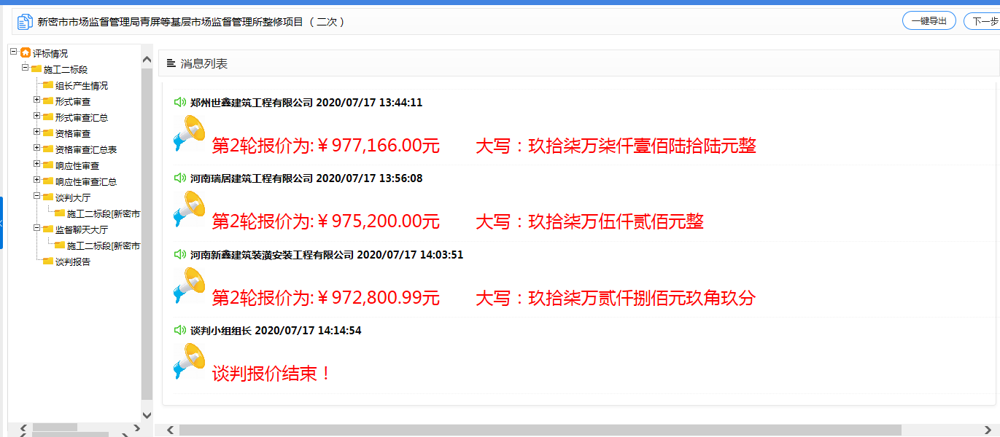 新密市市场监督管理局青屏等基层市场监督管理所整修项目（二次）
一键导出
下一步
评标情况
施工二标段
组长产生情况
形式审查
形式审查汇总
资格审查
资格审查汇总表
响应性审查
响应性审查汇总
谈判大厅
施工二标段[新密市
监督聊天大厅
施工二标段[新密市
谈判报告
消息列表
郑州世鑫建筑工程有限公司 2020/07/17 13:44:11
第2轮报价为:￥977,166.00元 大写：玖拾柒万柒仟壹佰陆拾陆元整
河南瑞居建筑工程有限公司 2020/07/17 13:56:08
第2轮报价为:￥975,200.00元 大写：玖拾柒万伍仟贰佰元整
河南新鑫建筑装潢安装工程有限公司 2020/07/17 14:03:51
第2轮报价为:￥972,800.99元 大写：玖拾柒万贰仟捌佰元玖角玖分
谈判小组组长 2020/07/17 14:14:54
谈判报价结束！